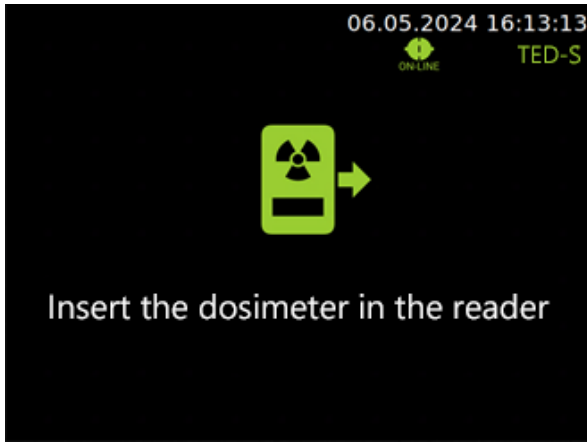 06.05.2024 16:13:13
ON-LINE
TED-S
Insert the dosimeter in the reader